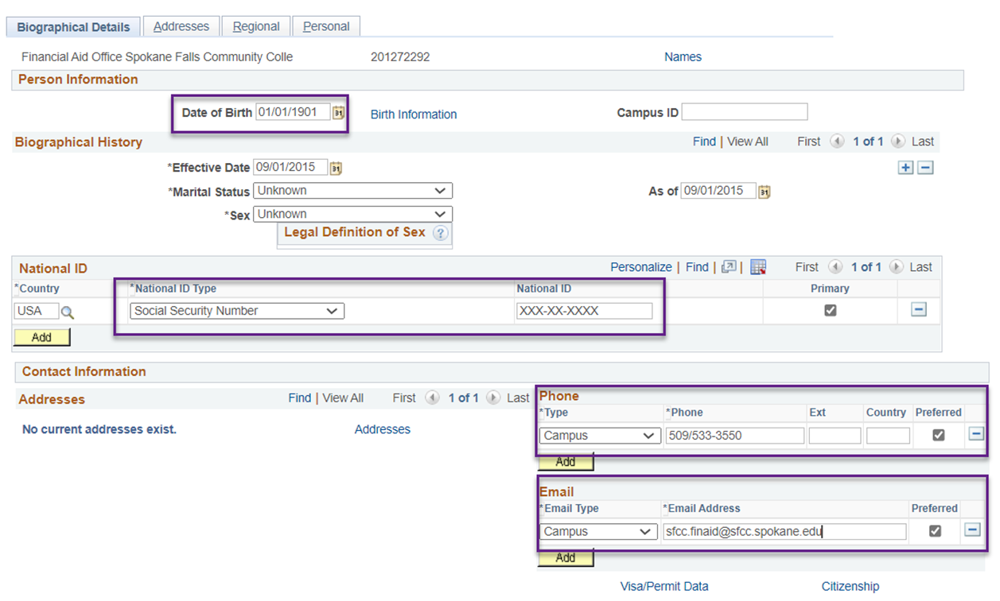 Biographical Details Addresses Regional Personal
Financial Aid Office Spokane Falls Community Colle 201272292 Names
Person Information
Date of Birth 01/01/1901 31 Birth Information Campus ID
Biographical History Find | View All First 1 of 1 Last
*Effective Date 09/01/2015 31
*Marital Status Unknown As of 09/01/2015 31
*Sex Unknown
Legal Definition of Sex ?
National ID Personalize | Find | | First 1 of 1 Last
*Country *National ID Type National ID Primary
USA Social Security Number XXX-XX-XXXX
Add
Contact Information
Addresses Find | View All First 1 of 1 Last
No current addresses exist. Addresses
Phone
*Type *Phone Ext Country Preferred
Campus 509/533-3550
Add
Email
*Email Type *Email Address Preferred
Campus sfcc.finaid@sfcc.spokane.edu
Add
Visa/Permit Data Citizenship